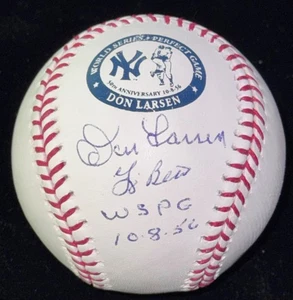 WORLD SERIES PERFECT GAME
NY
50th ANNIVERSARY 10-8-56
DON LARSEN
Don Larsen
Yogi Berra
WSPG
10-8-56